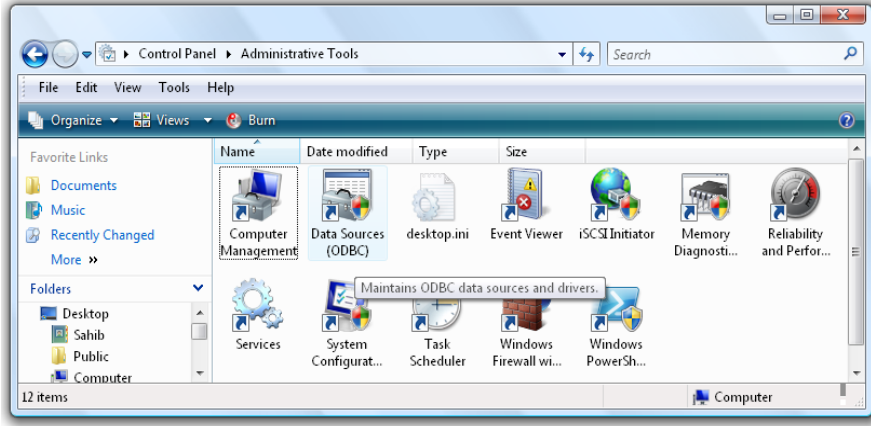 Control Panel Administrative Tools
Search
File Edit View Tools Help
Organize Views Burn
Favorite Links
Documents
Music
Recently Changed
More »
Folders
Desktop
Sahib
Public
Computer
Name Date modified Type Size
Computer Management
Data Sources (ODBC)
desktop.ini
Event Viewer
iSCSI Initiator
Memory Diagnosti...
Reliability and Perfor...
Maintains ODBC data sources and drivers.
Services
System Configurat...
Task Scheduler
Windows Firewall wi...
Windows PowerSh...
12 items
Computer